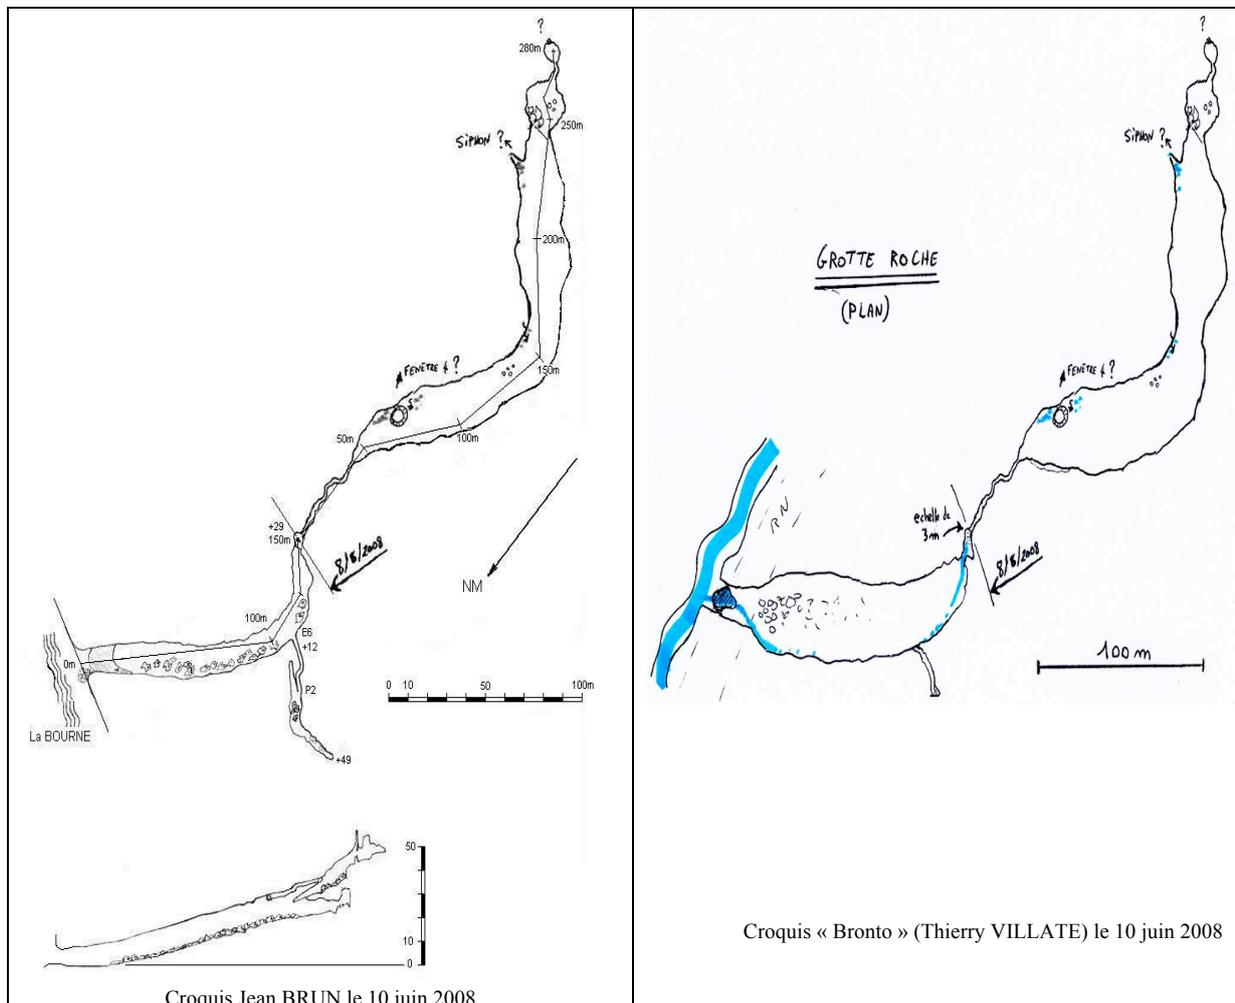 ?
280m
250m
SIPHON ?
200m
150m
FENÊTRE ?
50m
100m
+29
150m
8/8/2008
NM
100m
E6
+12
0m
P2
0 10 50 100m
La BOURNE
+49
50
10
0
Croquis Jean BRUN le 10 juin 2008
?
SIPHON ?
GROTTE ROCHE
(PLAN)
FENÊTRE ?
RN
echelle de
3m
8/8/2008
100 m
Croquis « Bronto » (Thierry VILLATE) le 10 juin 2008